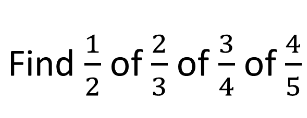 Find 1/2 of 2/3 of 3/4 of 4/5